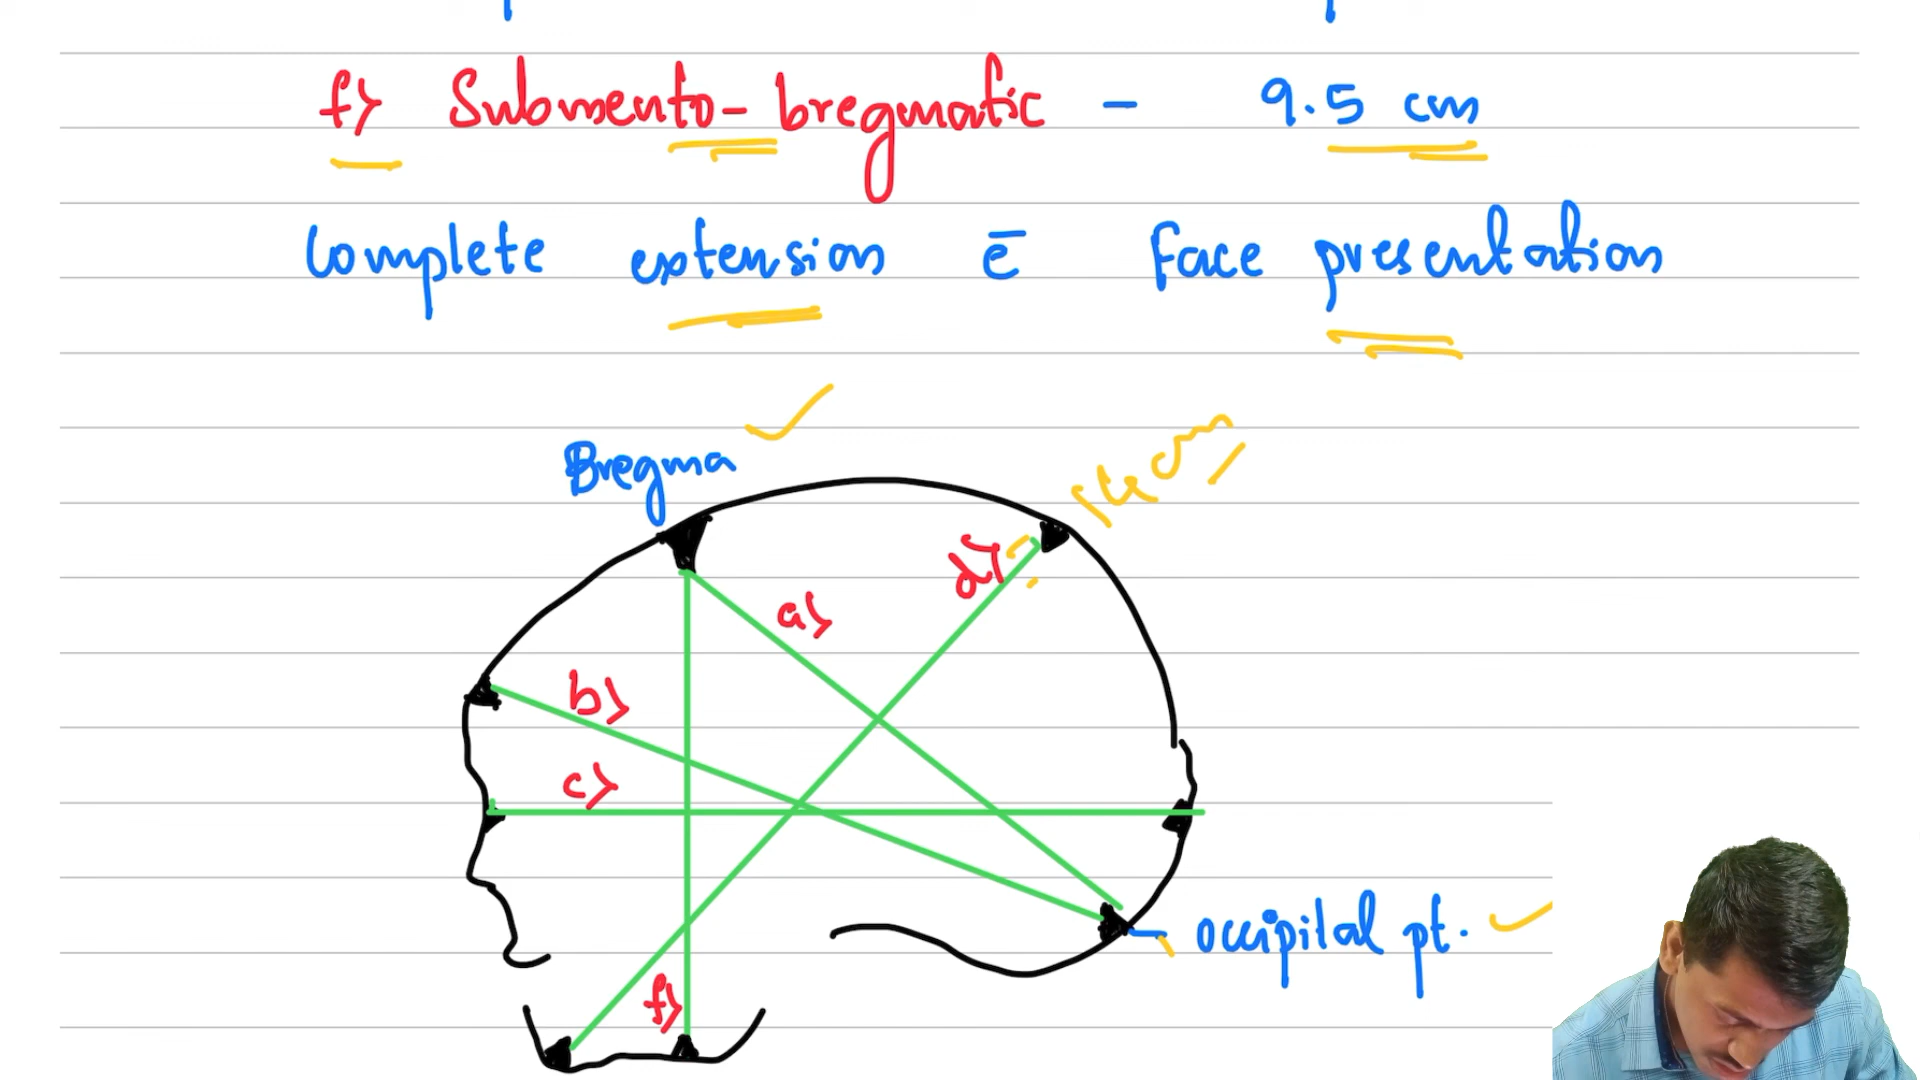 f) Submento-bregmatic - 9.5 cm
Complete extension ē Face presentation
Bregma
d)
a)
b)
c)
occipital pt.
f)